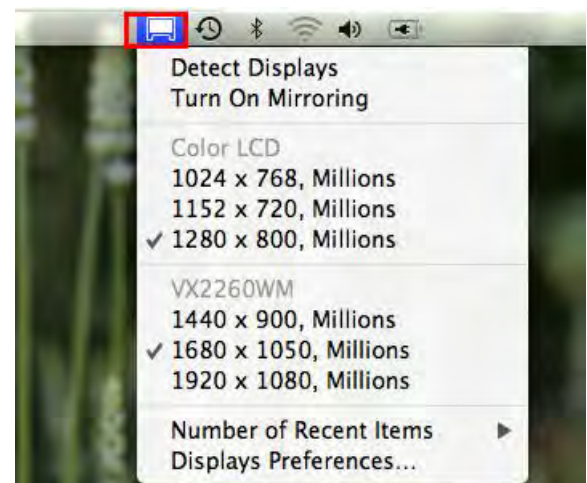 Detect Displays
Turn On Mirroring
Color LCD
1024 x 768, Millions
1152 x 720, Millions
1280 x 800, Millions
VX2260WM
1440 x 900, Millions
1680 x 1050, Millions
1920 x 1080, Millions
Number of Recent Items
Displays Preferences...